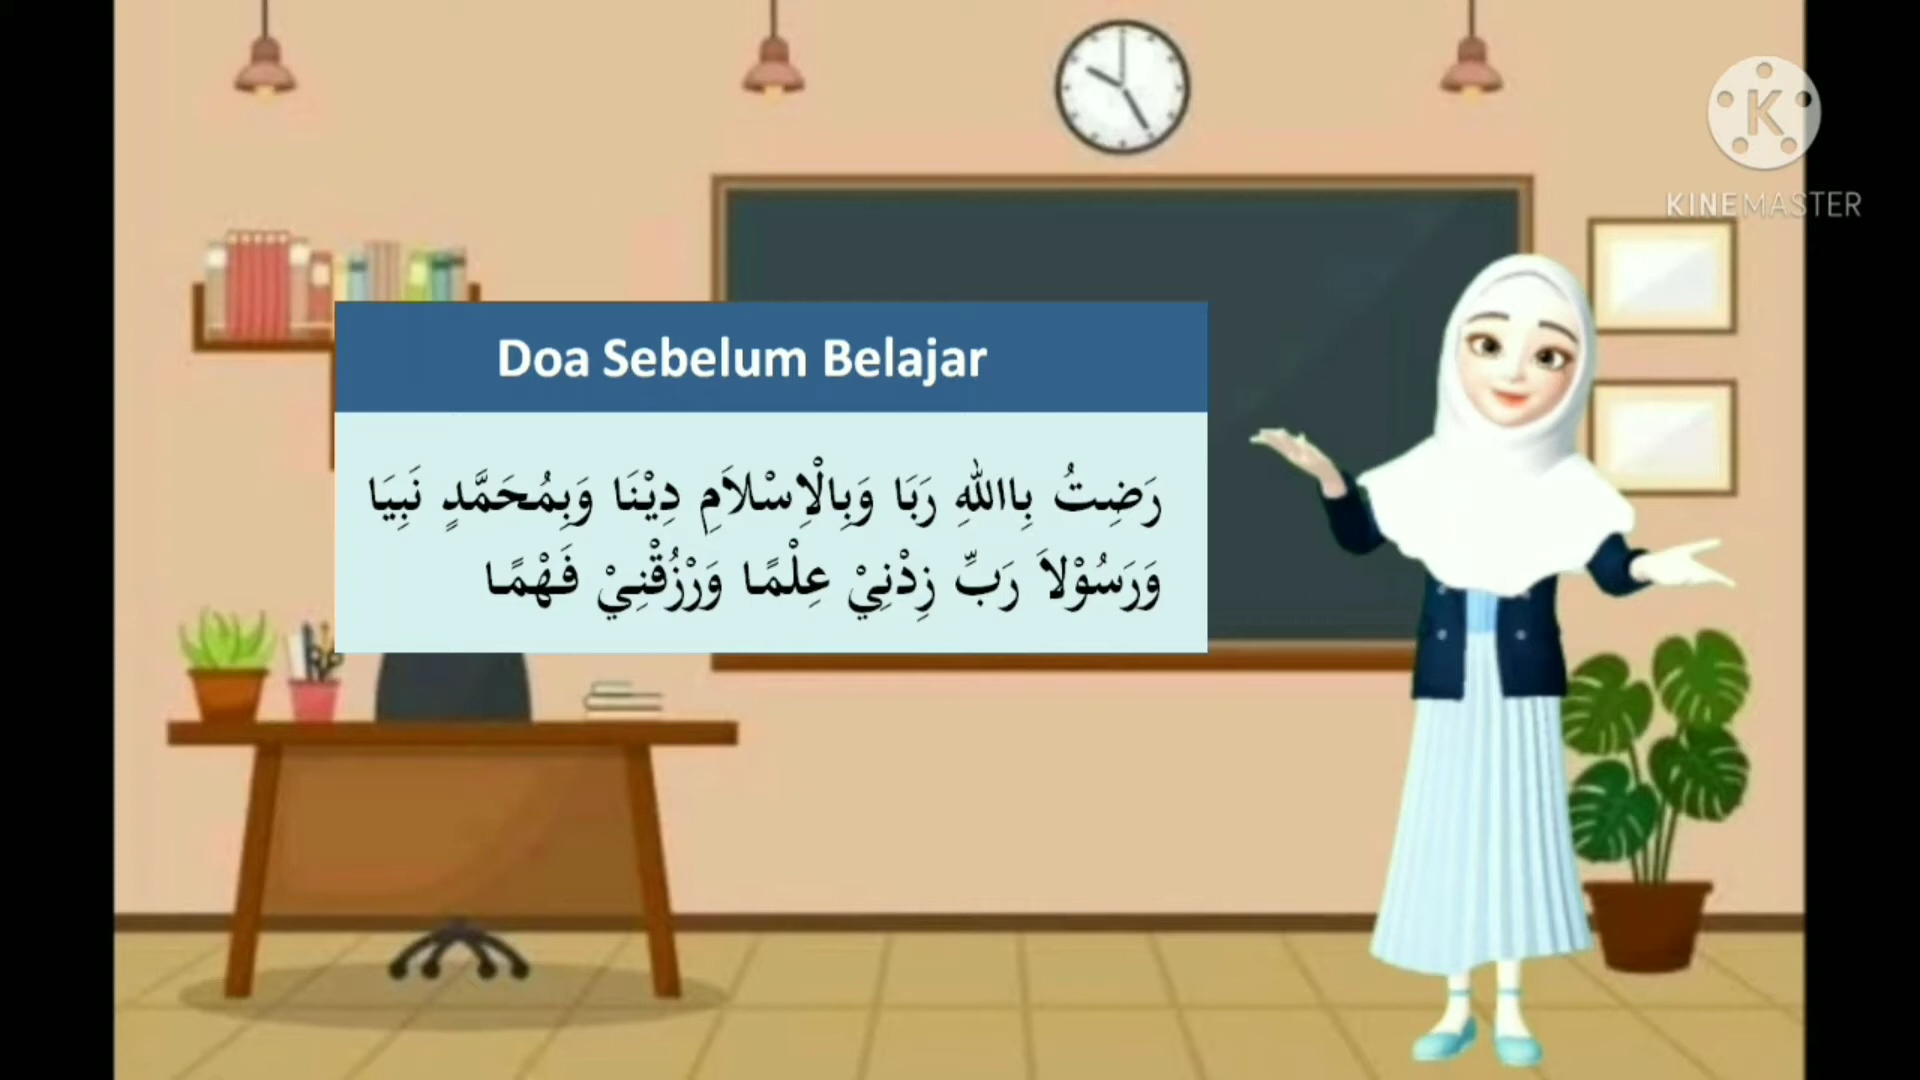 Doa Sebelum Belajar
رَضِتُ بِااللهِ رَبَا وَبِالْاِسْلاَمِ دِيْنَا وَبِمُحَمَّدٍ نَبِيَا
وَرَسُوْلاَ رَبِّ زِدْنِيْ عِلْمًا وَرْزُقْنِيْ فَهْمًا
K
KINEMASTER